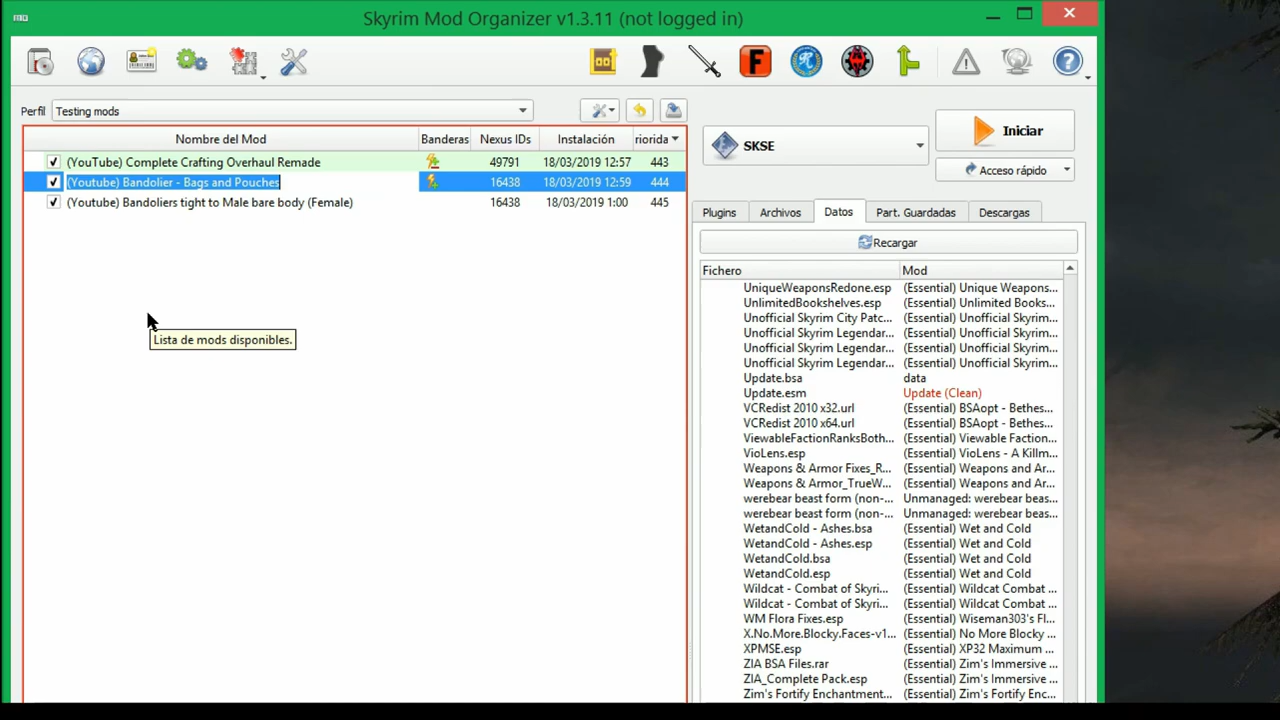 Skyrim Mod Organizer v1.3.11 (not logged in)
Perfil
Testing mods
Nombre del Mod Banderas Nexus IDs Instalación riorida
(YouTube) Complete Crafting Overhaul Remade 49791 18/03/2019 12:57 443
(Youtube) Bandolier - Bags and Pouches 16438 18/03/2019 12:59 444
(Youtube) Bandoliers tight to Male bare body (Female) 16438 18/03/2019 1:00 445
Lista de mods disponibles.
SKSE
Iniciar
Acceso rápido
Plugins Archivos Datos Part. Guardadas Descargas
Recargar
Fichero Mod
UniqueWeaponsRedone.esp (Essential) Unique Weapons...
UnlimitedBookshelves.esp (Essential) Unlimited Books...
Unofficial Skyrim City Patc... (Essential) Unofficial Skyrim...
Unofficial Skyrim Legendar... (Essential) Unofficial Skyrim...
Unofficial Skyrim Legendar... (Essential) Unofficial Skyrim...
Unofficial Skyrim Legendar... (Essential) Unofficial Skyrim...
Update.bsa data
Update.esm Update (Clean)
VCRedist 2010 x32.url (Essential) BSAopt - Bethes...
VCRedist 2010 x64.url (Essential) BSAopt - Bethes...
ViewableFactionRanksBoth... (Essential) Viewable Faction...
VioLens.esp (Essential) VioLens - A Killm...
Weapons & Armor Fixes_R... (Essential) Weapons and Ar...
Weapons & Armor_TrueW... (Essential) Weapons and Ar...
werebear beast form (non-... Unmanaged: werebear beas...
werebear beast form (non-... Unmanaged: werebear beas...
WetandCold - Ashes.bsa (Essential) Wet and Cold
WetandCold - Ashes.esp (Essential) Wet and Cold
WetandCold.bsa (Essential) Wet and Cold
WetandCold.esp (Essential) Wet and Cold
Wildcat - Combat of Skyri... (Essential) Wildcat Combat ...
Wildcat - Combat of Skyri... (Essential) Wildcat Combat ...
WM Flora Fixes.esp (Essential) Wiseman303's Fl...
X.No.More.Blocky.Faces-v1... (Essential) No More Blocky ...
XPMSE.esp (Essential) XP32 Maximum ...
ZIA BSA Files.rar (Essential) Zim's Immersive ...
ZIA_Complete Pack.esp (Essential) Zim's Immersive ...
Zim's Fortify Enchantment... (Essential) Zim's Fortify Enc...